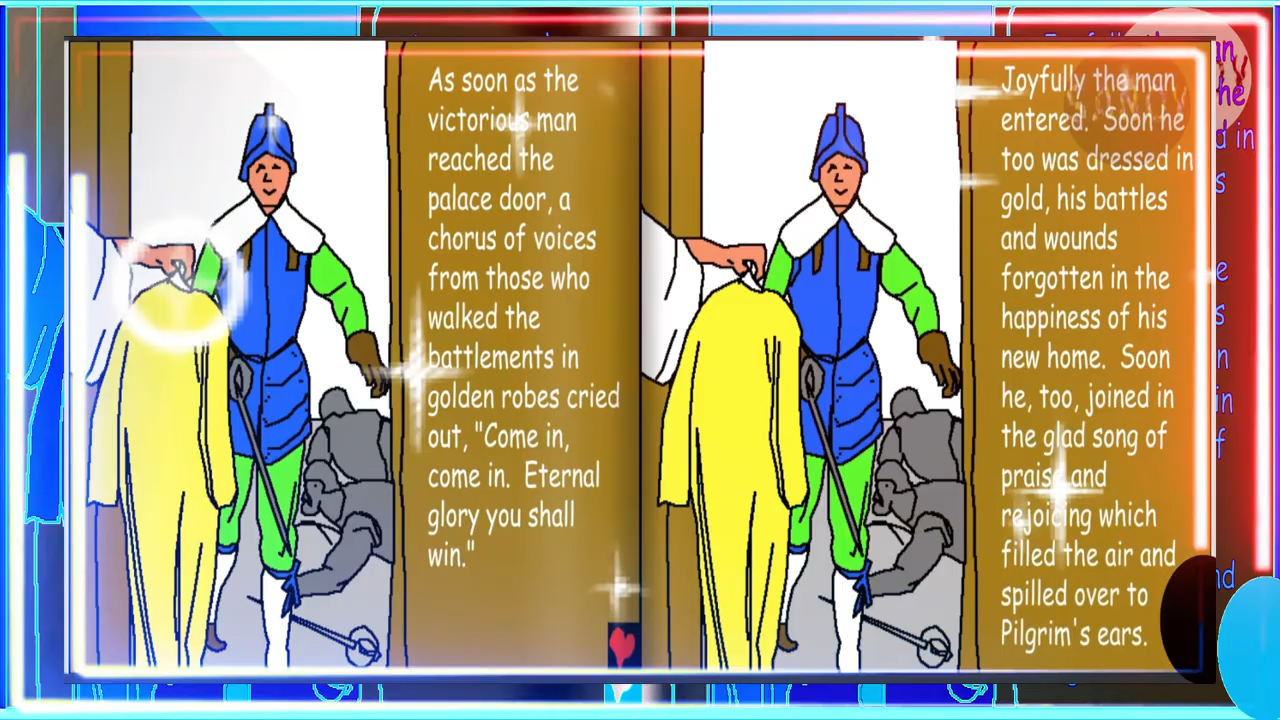 As soon as the
victorious man
reached the
palace door, a
chorus of voices
from those who
walked the
battlements in
golden robes cried
out, "Come in,
come in. Eternal
glory you shall
win."
Joyfully the man
entered. Soon he
too was dressed in
gold, his battles
and wounds
forgotten in the
happiness of his
new home. Soon
he, too, joined in
the glad song of
praise and
rejoicing which
filled the air and
spilled over to
Pilgrim's ears.